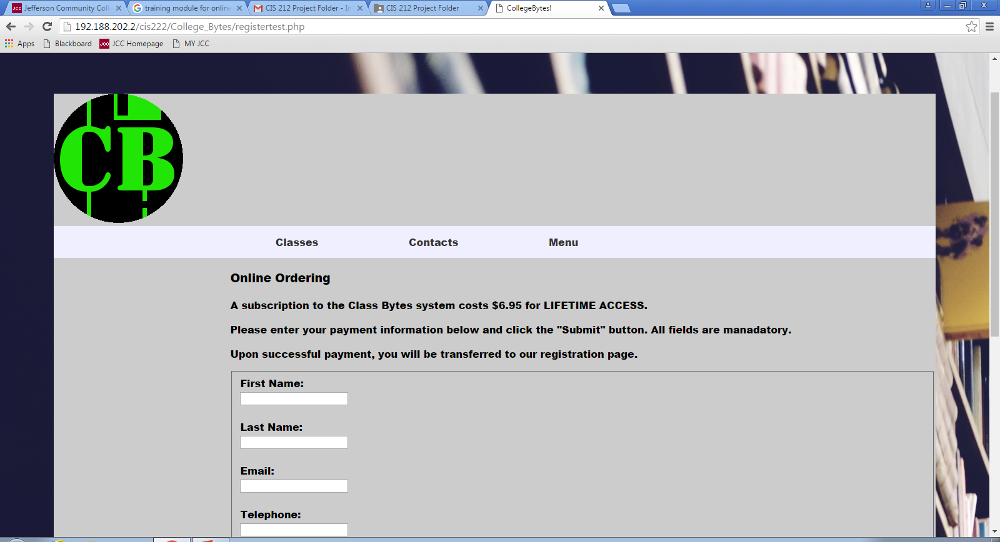 Jefferson Community Coll
training module for online
CIS 212 Project Folder - In
CIS 212 Project Folder
CollegeBytes!
192.188.202.2/cis222/College_Bytes/registertest.php
Apps
Blackboard
JCC
JCC Homepage
MY JCC
CB
Classes
Contacts
Menu
Online Ordering
A subscription to the Class Bytes system costs $6.95 for LIFETIME ACCESS.
Please enter your payment information below and click the "Submit" button. All fields are manadatory.
Upon successful payment, you will be transferred to our registration page.
First Name:
Last Name:
Email:
Telephone: